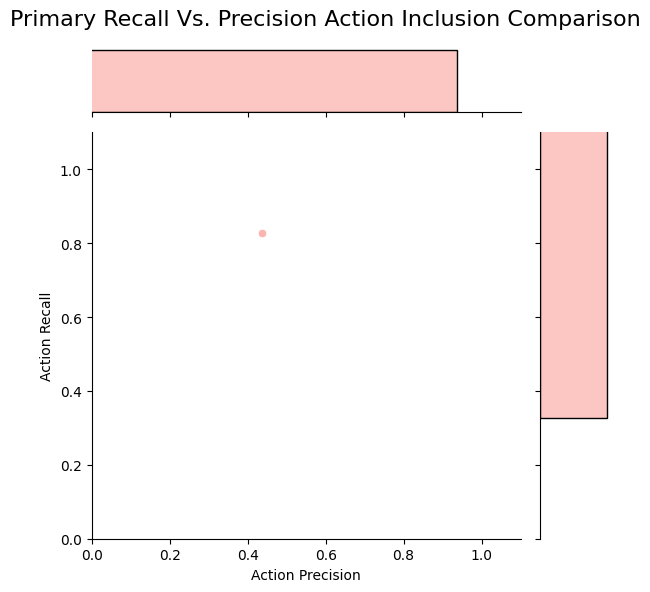 Primary Recall Vs. Precision Action Inclusion Comparison
1.0
0.8
0.6
0.4
0.2
0.0
Action Recall
0.0 0.2 0.4 0.6 0.8 1.0
Action Precision